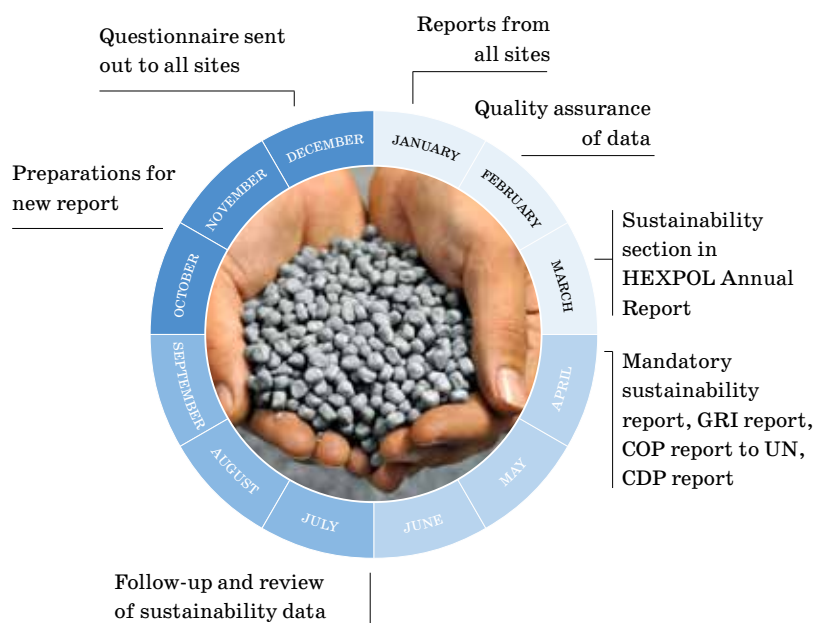 Questionnaire sent
out to all sites
Reports from
all sites
Quality assurance
of data
Preparations for
new report
Sustainability
section in
HEXPOL Annual
Report
Mandatory
sustainability
report, GRI report,
COP report to UN,
CDP report
Follow-up and review
of sustainability data
JANUARY
FEBRUARY
MARCH
APRIL
MAY
JUNE
JULY
AUGUST
SEPTEMBER
OCTOBER
NOVEMBER
DECEMBER